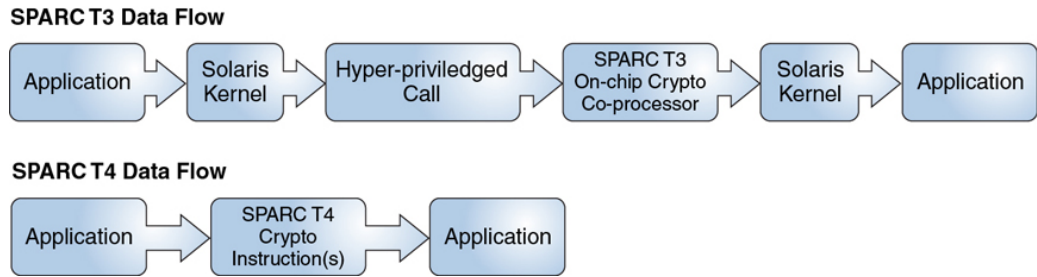 SPARC T3 Data Flow
Application
Solaris
Kernel
Hyper-priviledged
Call
SPARC T3
On-chip Crypto
Co-processor
Solaris
Kernel
Application
SPARC T4 Data Flow
Application
SPARC T4
Crypto
Instruction(s)
Application